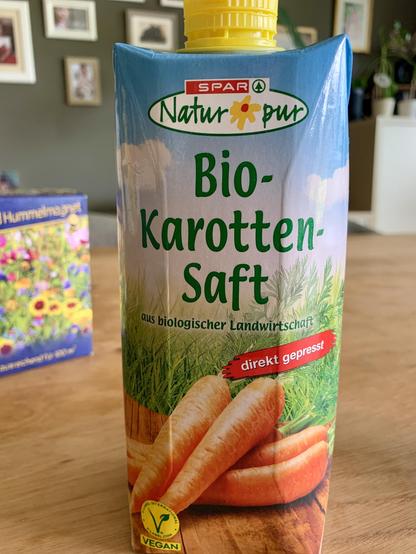 SPAR
Natur pur
Bio-
Karotten-
Saft
aus biologischer Landwirtschaft
direkt gepresst
VEGAN
Hummelmagnet